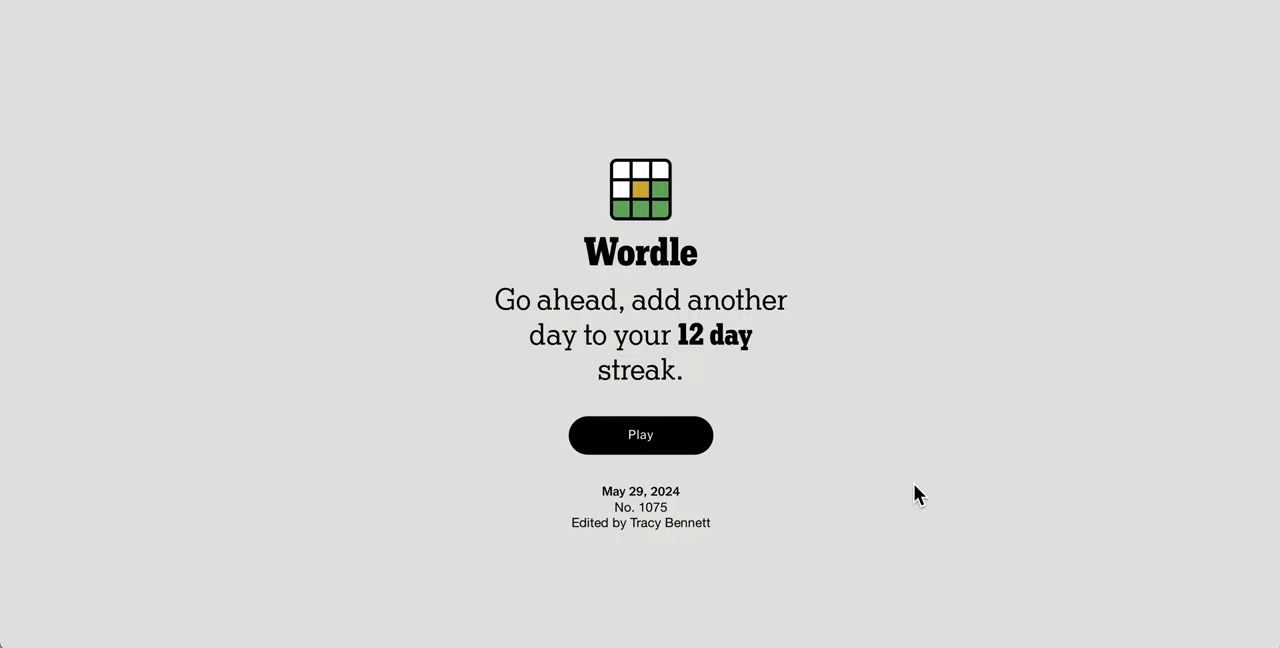 Wordle
Go ahead, add another
day to your 12 day
streak.
Play
May 29, 2024
No. 1075
Edited by Tracy Bennett